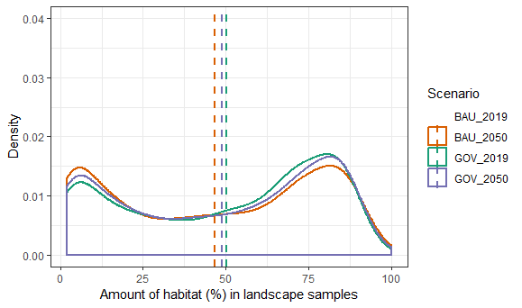 0.04
0.03
0.02
0.01
0.00
Density
0
25
50
75
100
Amount of habitat (%) in landscape samples
Scenario
BAU_2019
BAU_2050
GOV_2019
GOV_2050